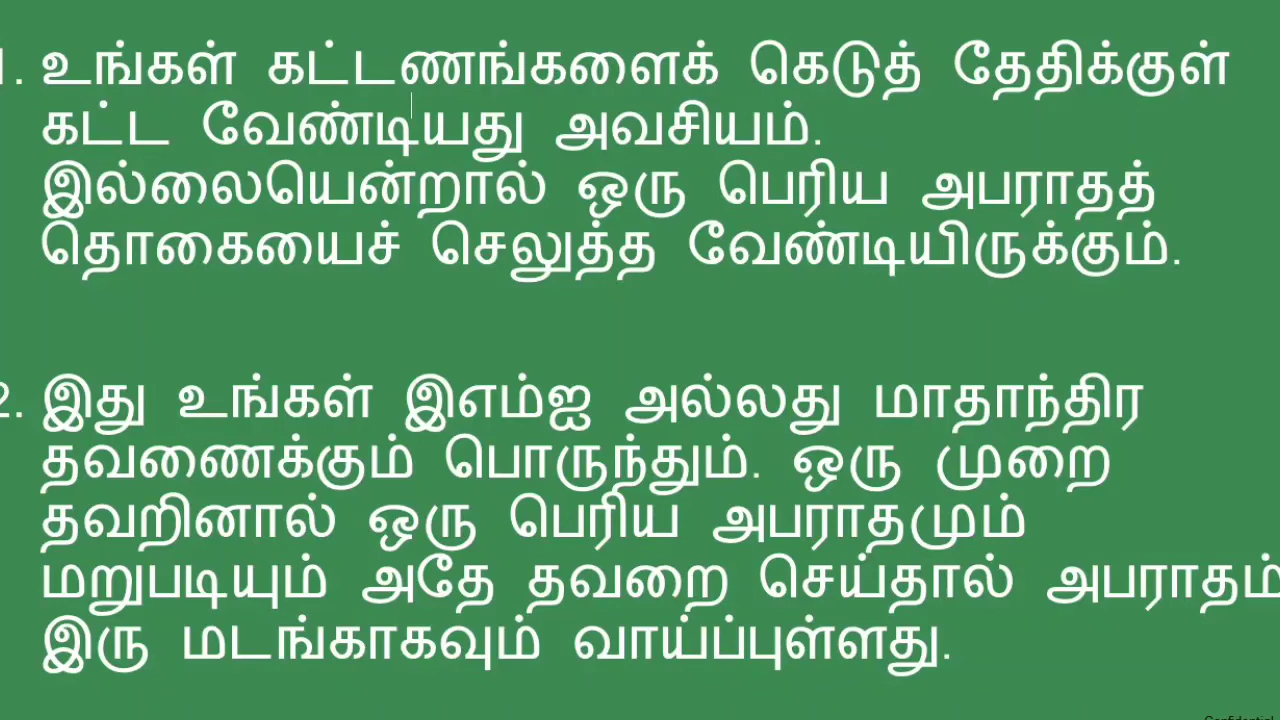 1. உங்கள் கட்டணங்களைக் கெடுத் தேதிக்குள்
கட்ட வேண்டியது அவசியம்.
இல்லையென்றால் ஒரு பெரிய அபராதத்
தொகையைச் செலுத்த வேண்டியிருக்கும்.
2. இது உங்கள் இஎம்ஐ அல்லது மாதாந்திர
தவணைக்கும் பொருந்தும். ஒரு முறை
தவறினால் ஒரு பெரிய அபராதமும்
மறுபடியும் அதே தவறை செய்தால் அபராதம்
இரு மடங்காகவும் வாய்ப்புள்ளது.